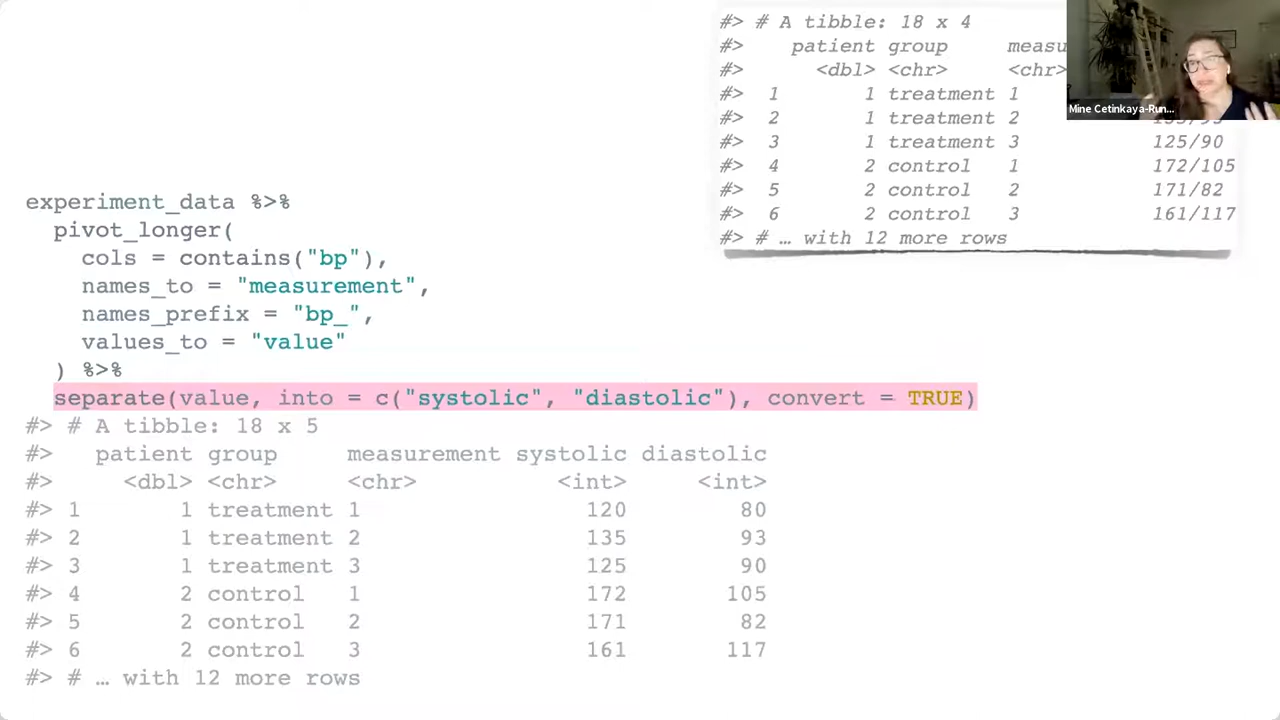 #> # A tibble: 18 x 4
#> patient group measu
#> <dbl> <chr> <chr>
#> 1 1 treatment 1
#> 2 1 treatment 2
#> 3 1 treatment 3 125/90
#> 4 2 control 1 172/105
#> 5 2 control 2 171/82
#> 6 2 control 3 161/117
#> # … with 12 more rows
Mine Cetinkaya-Run...
experiment_data %>%
pivot_longer(
cols = contains("bp"),
names_to = "measurement",
names_prefix = "bp_",
values_to = "value"
) %>%
separate(value, into = c("systolic", "diastolic"), convert = TRUE)
#> # A tibble: 18 x 5
#> patient group measurement systolic diastolic
#> <dbl> <chr> <chr> <int> <int>
#> 1 1 treatment 1 120 80
#> 2 1 treatment 2 135 93
#> 3 1 treatment 3 125 90
#> 4 2 control 1 172 105
#> 5 2 control 2 171 82
#> 6 2 control 3 161 117
#> # … with 12 more rows